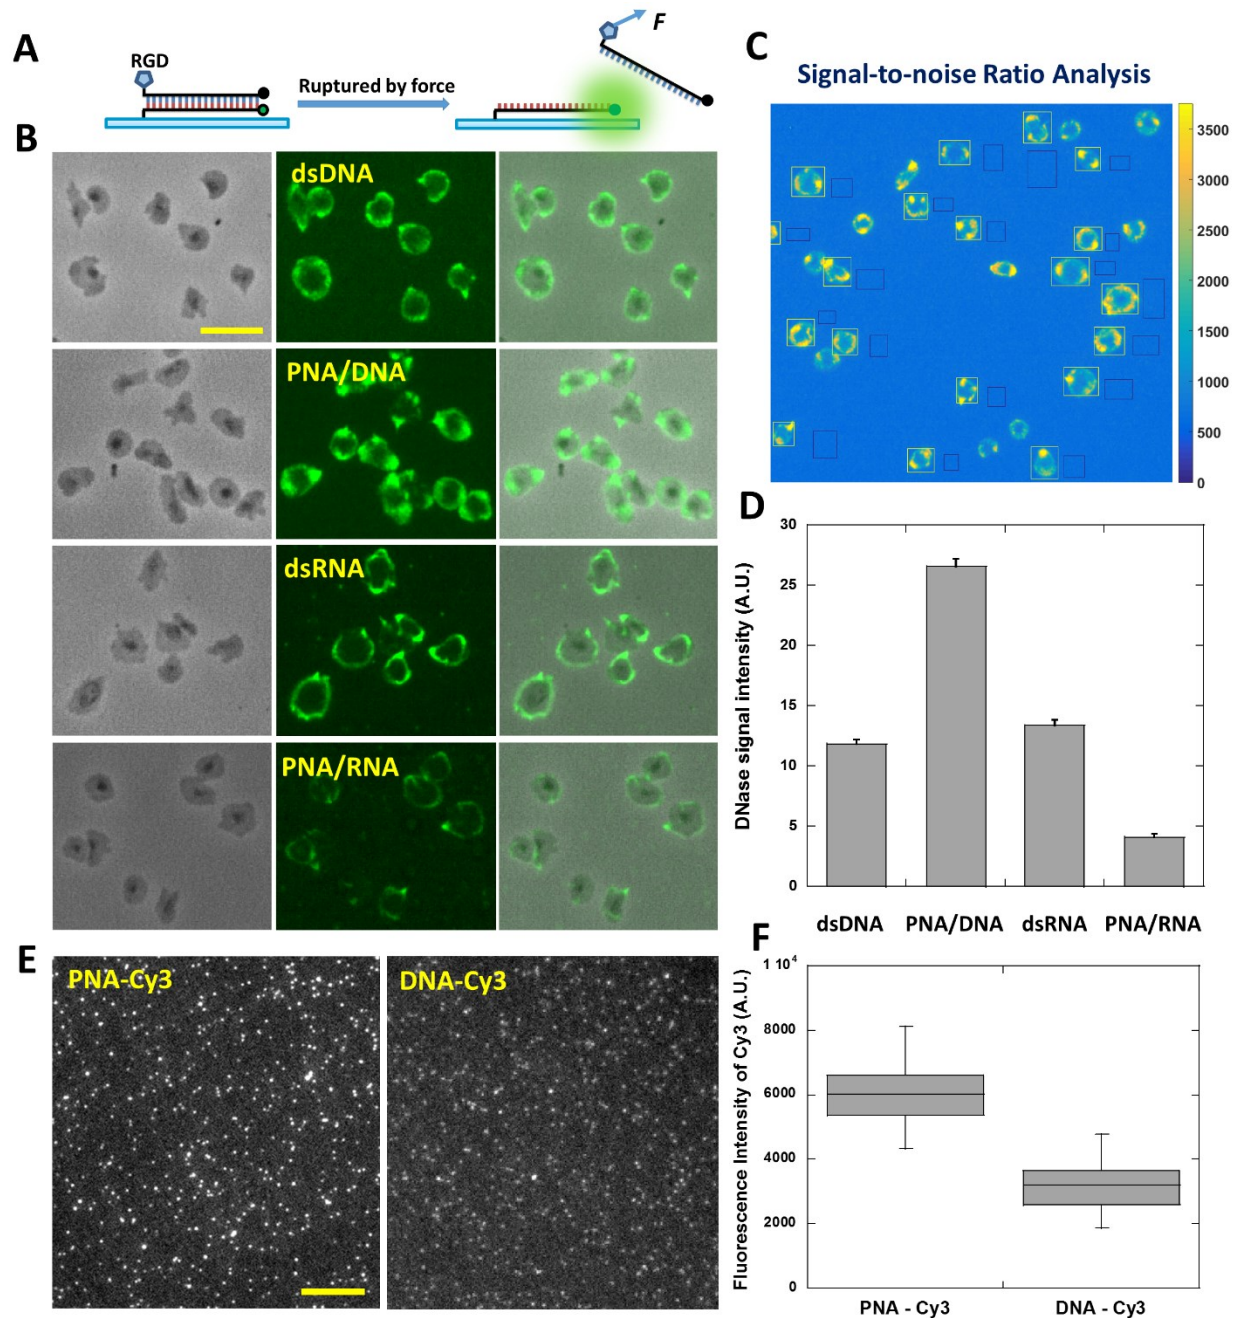 A
RGD
Ruptured by force
F
B
dsDNA
PNA/DNA
dsRNA
PNA/RNA
C
Signal-to-noise Ratio Analysis
3500
3000
2500
2000
1500
1000
500
0
D
DNase signal intensity (A.U.)
30
25
20
15
10
5
0
dsDNA PNA/DNA dsRNA PNA/RNA
E
PNA-Cy3
DNA-Cy3
F
Fluorescence Intensity of Cy3 (A.U.)
1 10⁴
8000
6000
4000
2000
0
PNA - Cy3 DNA - Cy3